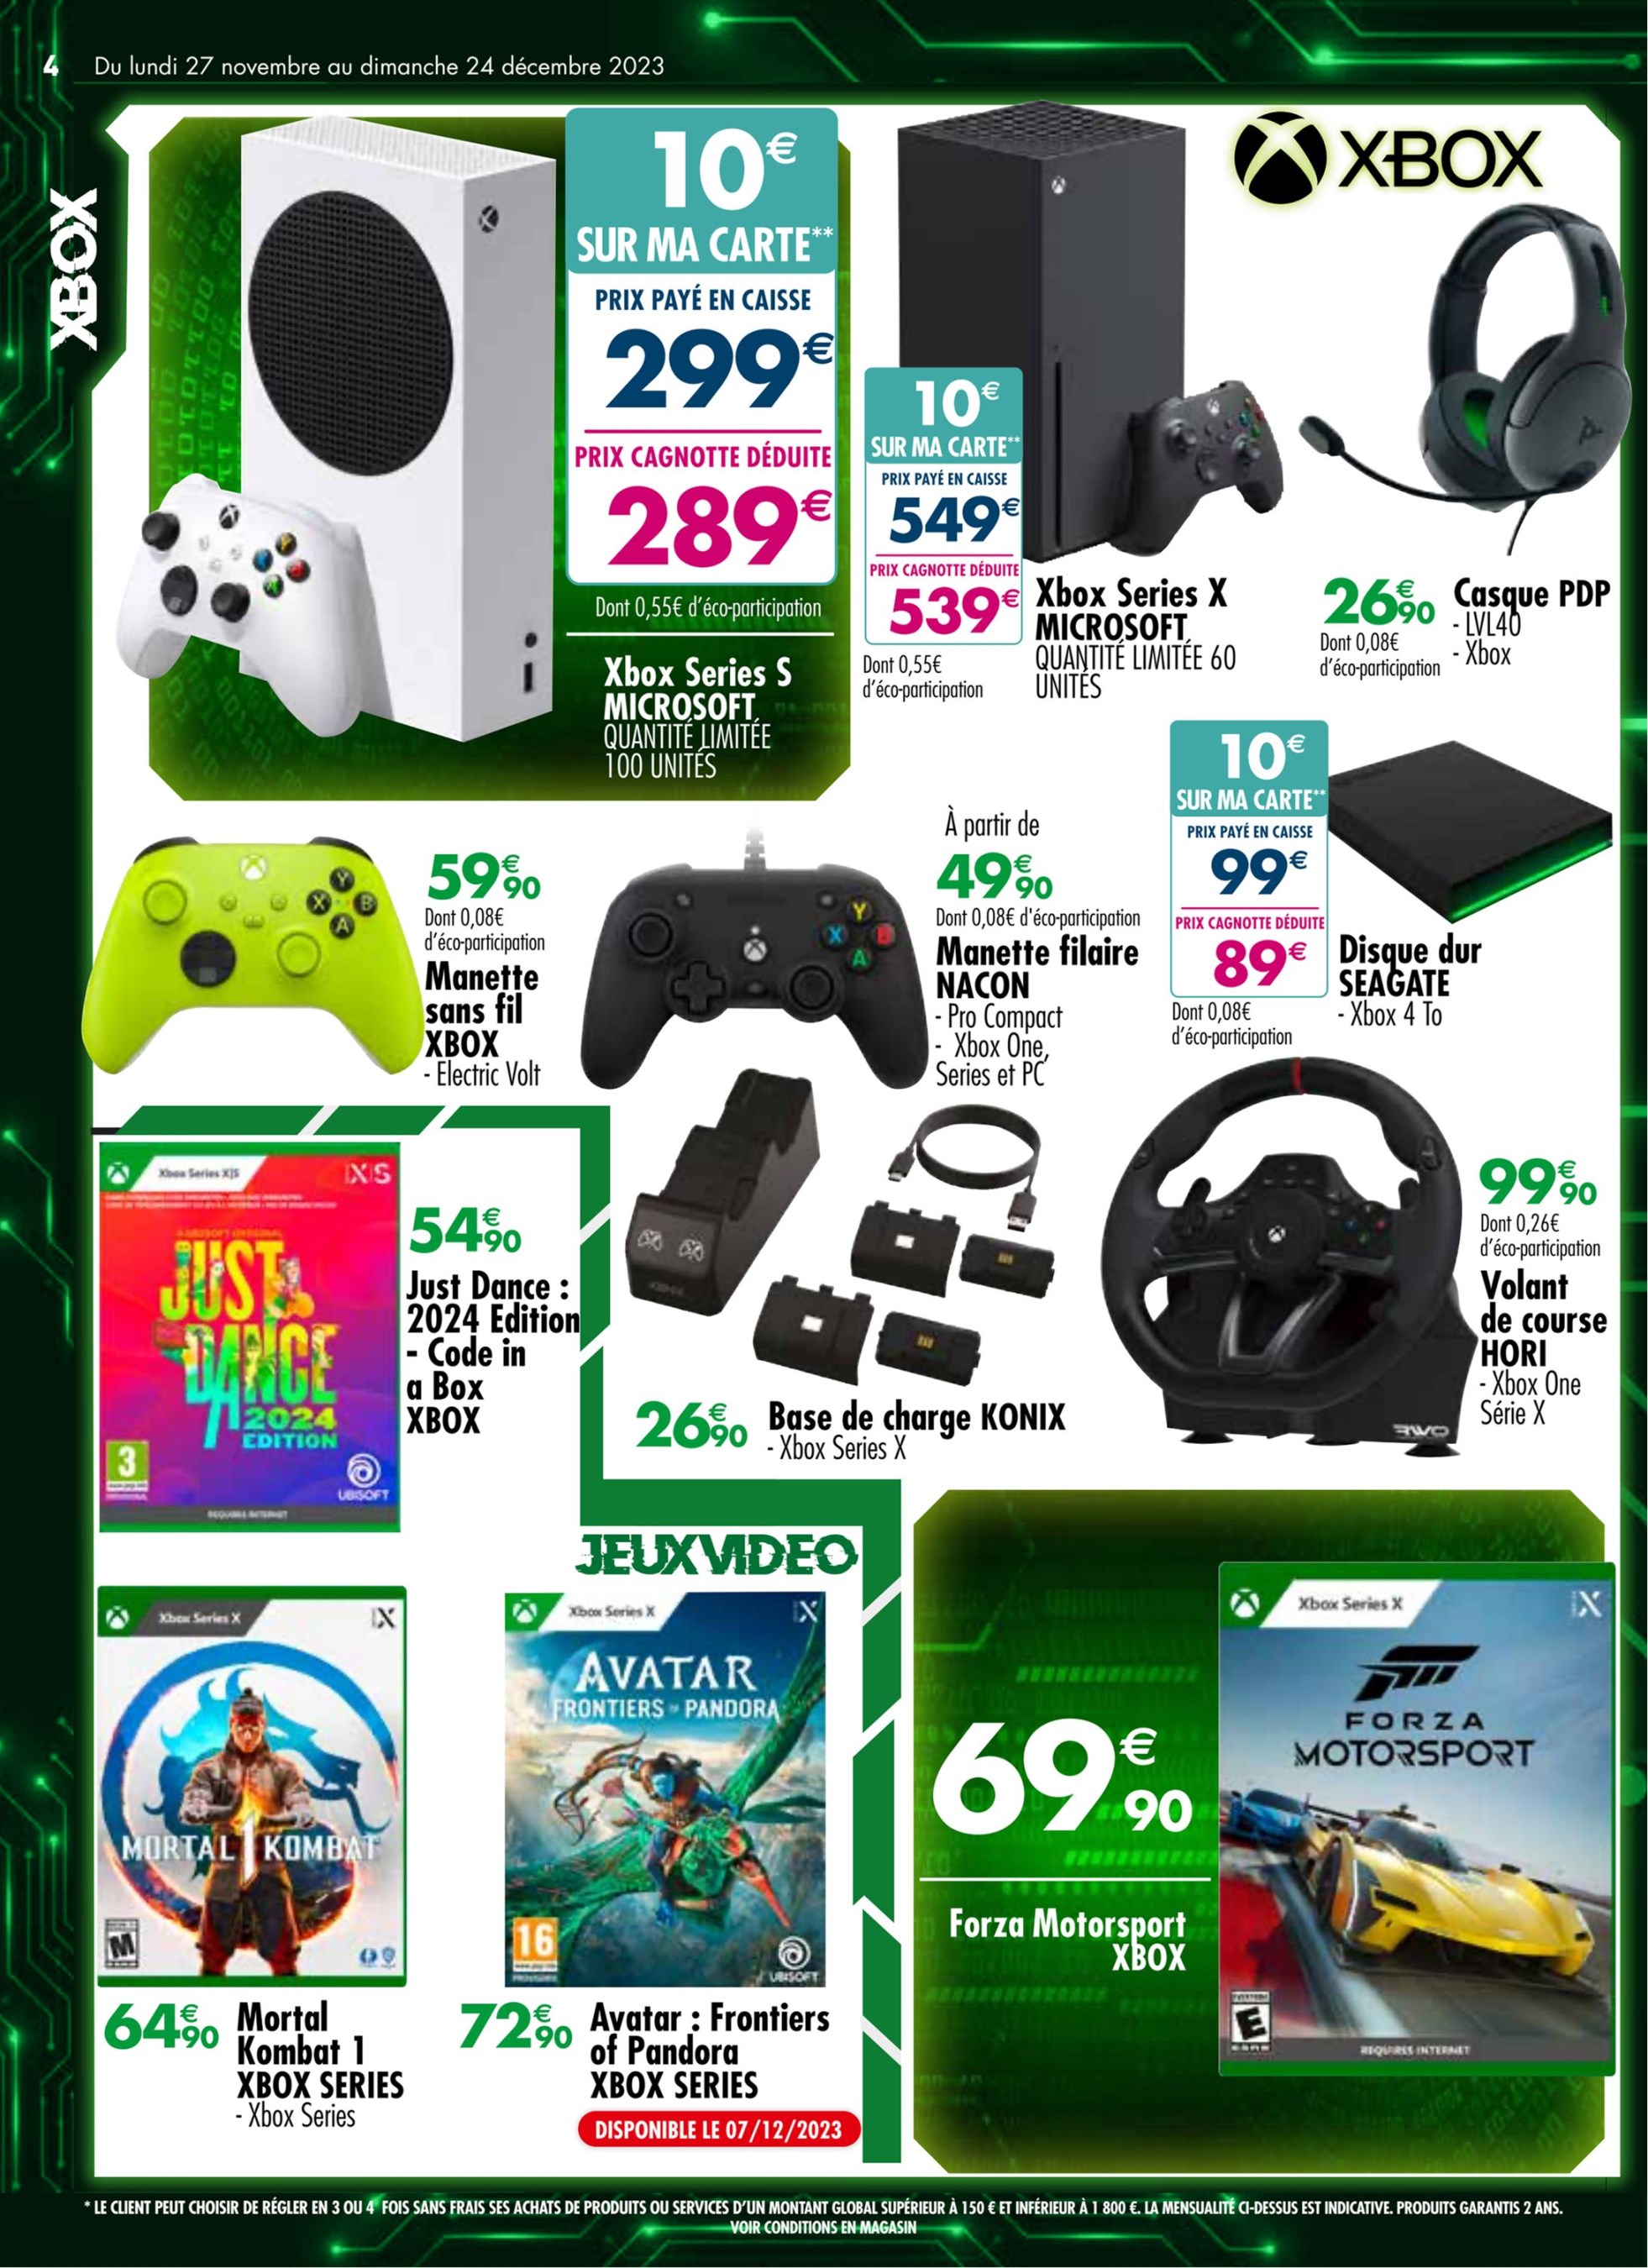 4 Du lundi 27 novembre au dimanche 24 décembre 2023
XBOX
10€
SUR MA CARTE**
PRIX PAYÉ EN CAISSE
299€
PRIX CAGNOTTE DÉDUITE
289€
Dont 0,55€ d'éco-participation
Xbox Series S
MICROSOFT
QUANTITÉ LIMITÉE
100 UNITÉS
XBOX
10€
SUR MA CARTE**
PRIX PAYÉ EN CAISSE
549€
PRIX CAGNOTTE DÉDUITE
539€
Dont 0,55€
d'éco-participation
Xbox Series X
MICROSOFT
QUANTITÉ LIMITÉE 60
UNITÉS
26€90
Dont 0,08€
d'éco-participation
Casque PDP
- LVL40
- Xbox
59€90
Dont 0,08€
d'éco-participation
Manette
sans fil
XBOX
- Electric Volt
À partir de
49€90
Dont 0,08€ d'éco-participation
Manette filaire
NACON
- Pro Compact
- Xbox One,
Series et PC
10€
SUR MA CARTE**
PRIX PAYÉ EN CAISSE
99€
PRIX CAGNOTTE DÉDUITE
89€
Dont 0,08€
d'éco-participation
Disque dur
SEAGATE
- Xbox 4 To
Y
X
B
A
Y
X
B
A
Xbox Series X|S
X|S
JUST
DANCE
2024
EDITION
3
UBISOFT
REQUIRES INTERNET
54€90
Just Dance :
2024 Edition
- Code in
a Box
XBOX
26€90
Base de charge KONIX
- Xbox Series X
RWO
99€90
Dont 0,26€
d'éco-participation
Volant
de course
HORI
- Xbox One
Série X
JEUX VIDEO
Xbox Series X
X
MORTAL 1 KOMBAT
M
64€90
Mortal
Kombat 1
XBOX SERIES
- Xbox Series
Xbox Series X
X
AVATAR
FRONTIERS OF PANDORA
16
UBISOFT
72€90
Avatar : Frontiers
of Pandora
XBOX SERIES
DISPONIBLE LE 07/12/2023
69€90
Forza Motorsport
XBOX
Xbox Series X
X
FORZA
MOTORSPORT
EVERYONE
E
REQUIRES INTERNET
* LE CLIENT PEUT CHOISIR DE RÉGLER EN 3 OU 4 FOIS SANS FRAIS SES ACHATS DE PRODUITS OU SERVICES D'UN MONTANT GLOBAL SUPÉRIEUR À 150 € ET INFÉRIEUR À 1 800 €. LA MENSUALITÉ CI-DESSUS EST INDICATIVE. PRODUITS GARANTIS 2 ANS.
VOIR CONDITIONS EN MAGASIN